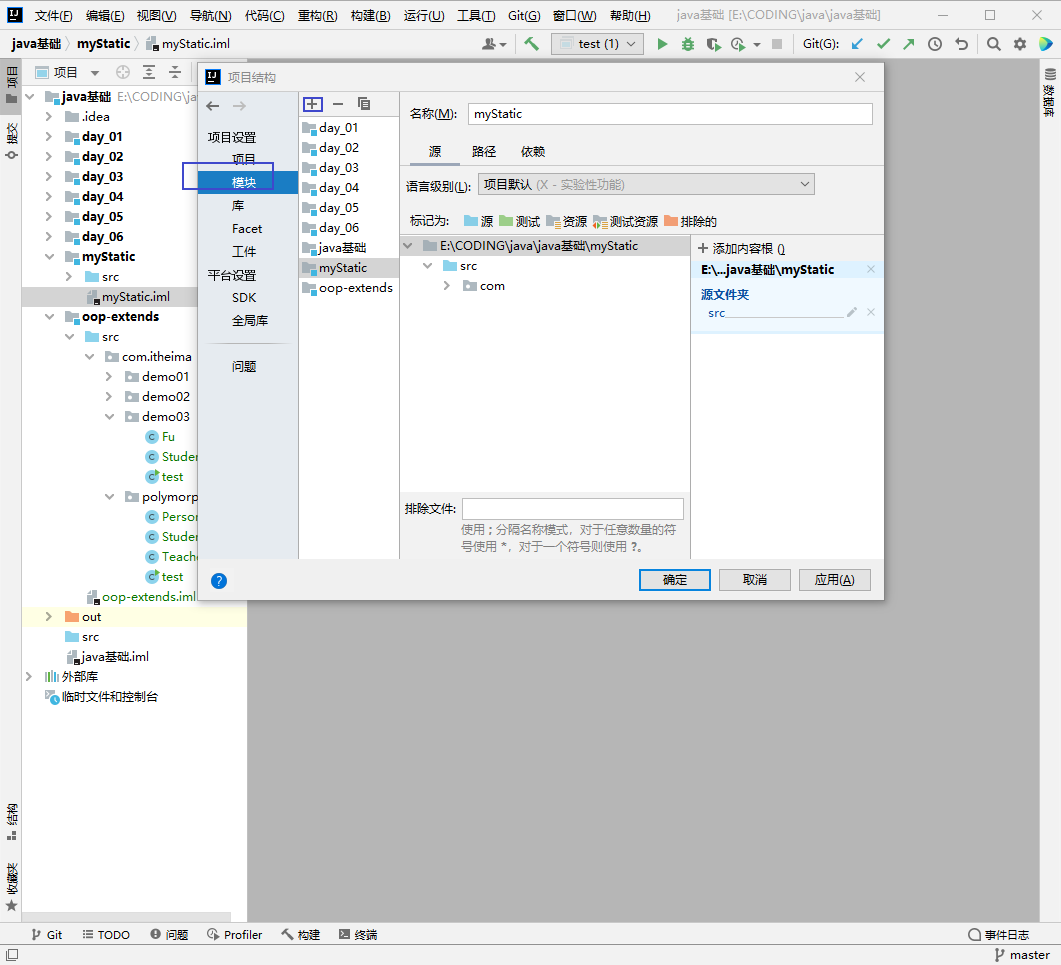 文件(F) 编辑(E) 视图(V) 导航(N) 代码(C) 重构(R) 构建(B) 运行(U) 工具(T) Git(G) 窗口(W) 帮助(H) java基础 [E:\CODING\java\java基础]
java基础 myStatic myStatic.iml
test (1)
Git(G):
项目
提交
结构
收藏夹
项目
java基础 E:\CODING\ja
.idea
day_01
day_02
day_03
day_04
day_05
day_06
myStatic
src
myStatic.iml
oop-extends
src
com.itheima
demo01
demo02
demo03
Fu
Studer
test
polymorp
Person
Studer
Teache
test
oop-extends.iml
out
src
java基础.iml
外部库
临时文件和控制台
项目结构
项目设置
项目
模块
库
Facet
工件
平台设置
SDK
全局库
问题
day_01
day_02
day_03
day_04
day_05
day_06
java基础
myStatic
oop-extends
名称(M): myStatic
源 路径 依赖
语言级别(L): 项目默认 (X - 实验性功能)
标记为: 源 测试 资源 测试资源 排除的
E:\CODING\java\java基础\myStatic
src
com
+ 添加内容根 ()
E:\...java基础\myStatic
源文件夹
src
排除文件:
使用 ; 分隔名称模式，对于任意数量的符
号使用 *，对于一个符号则使用 ?。
? 确定 取消 应用(A)
数据库
Git TODO 问题 Profiler 构建 终端 事件日志
master